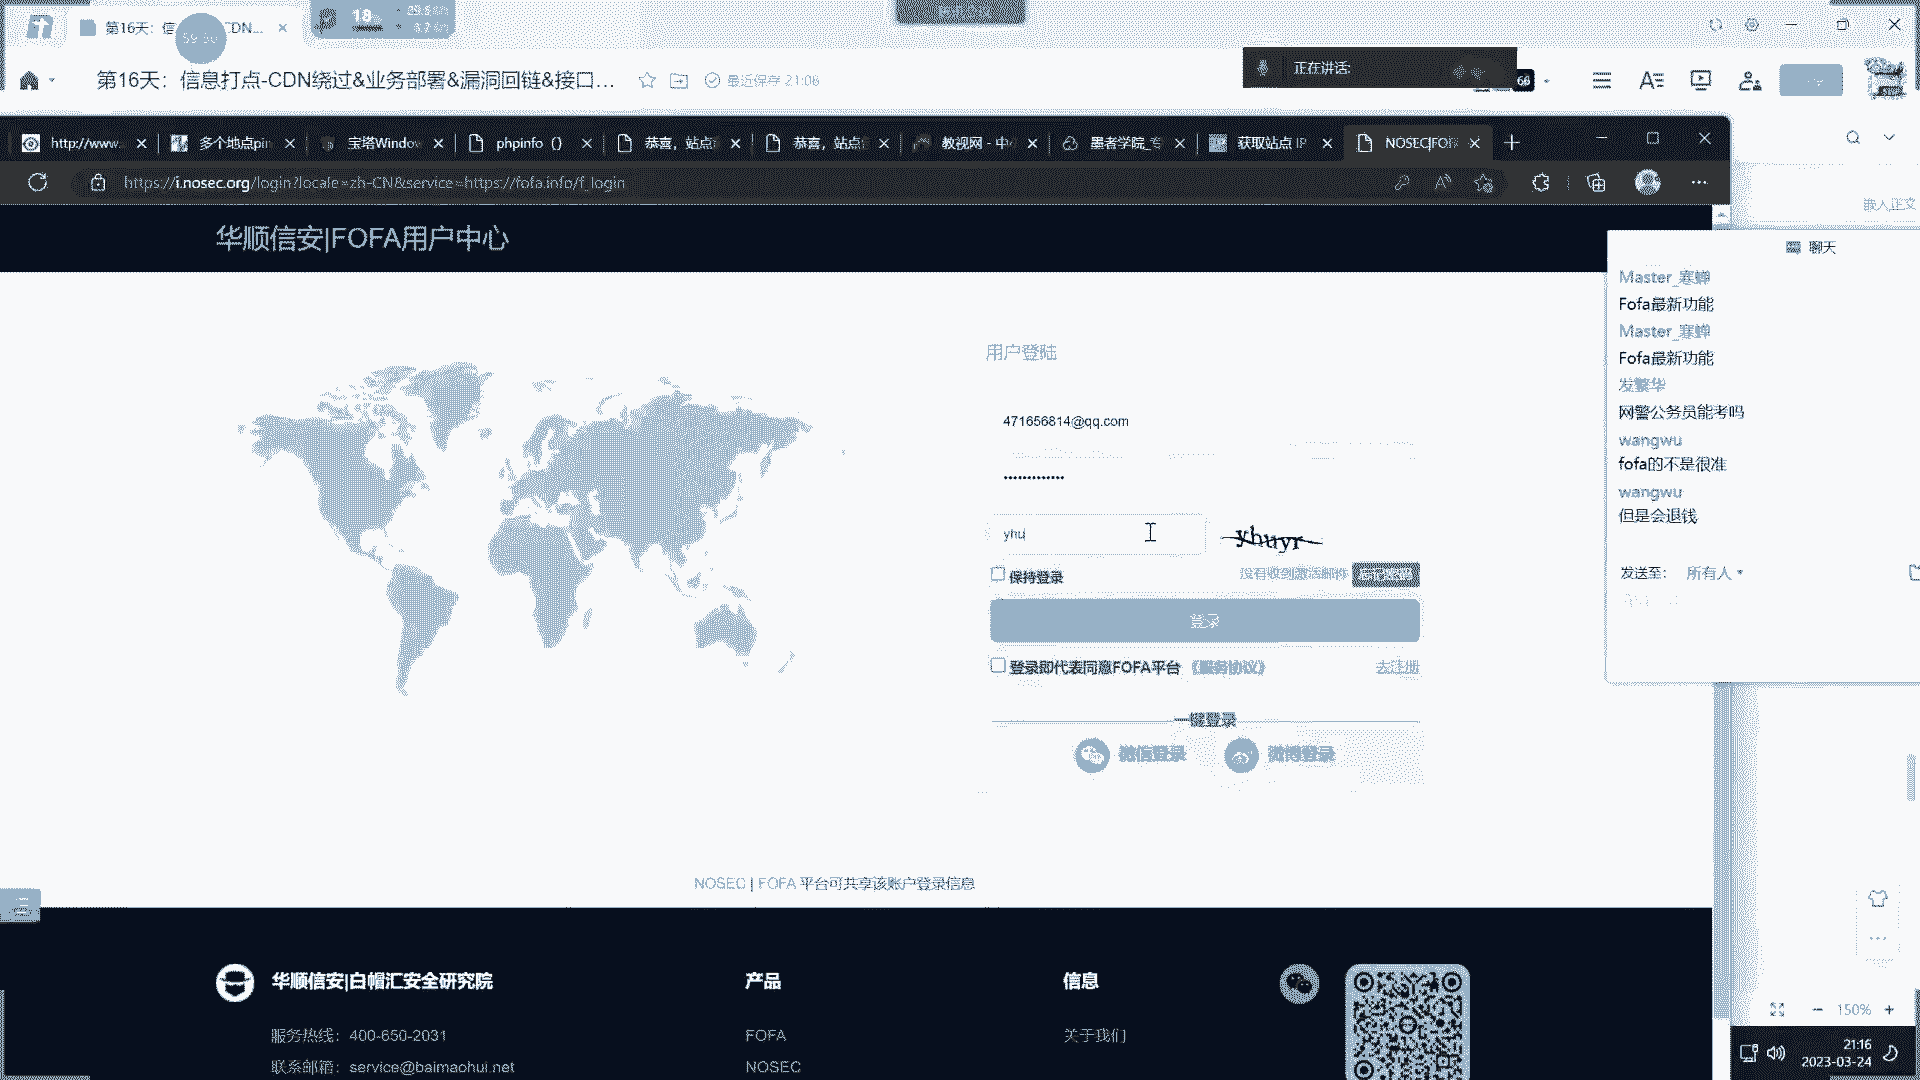 第16天：信
DN...
18
第16天：信息打点-CDN绕过&业务部署&漏洞回链&接口...
最近保存 21:06
正在讲话:
66
http://www.
多个地点pin
宝塔Window
phpinfo ()
恭喜，站点
恭喜，站点
教视网 - 中
墨者学院_专
获取站点 IP
NOSEC|FOF
https://i.nosec.org/login?locale=zh-CN&service=https://fofa.info/f_login
嵌入正文
华顺信安|FOFA用户中心
聊天
Master_寒蝉
Fofa最新功能
Master_寒蝉
Fofa最新功能
发繁华
网警公务员能考吗
wangwu
fofa的不是很准
wangwu
但是会退钱
发送至： 所有人
用户登陆
471656814@qq.com
yhu
yhuyr
保持登录
没有收到激活邮件
忘记密码
登录
登录即代表同意FOFA平台 《服务协议》
去注册
一键登录
微信登录
微博登录
NOSEC | FOFA 平台可共享该账户登录信息
华顺信安|白帽汇安全研究院
产品
信息
服务热线：400-650-2031
FOFA
关于我们
联系邮箱：service@baimaohui.net
NOSEC
150%
21:16
2023-03-24